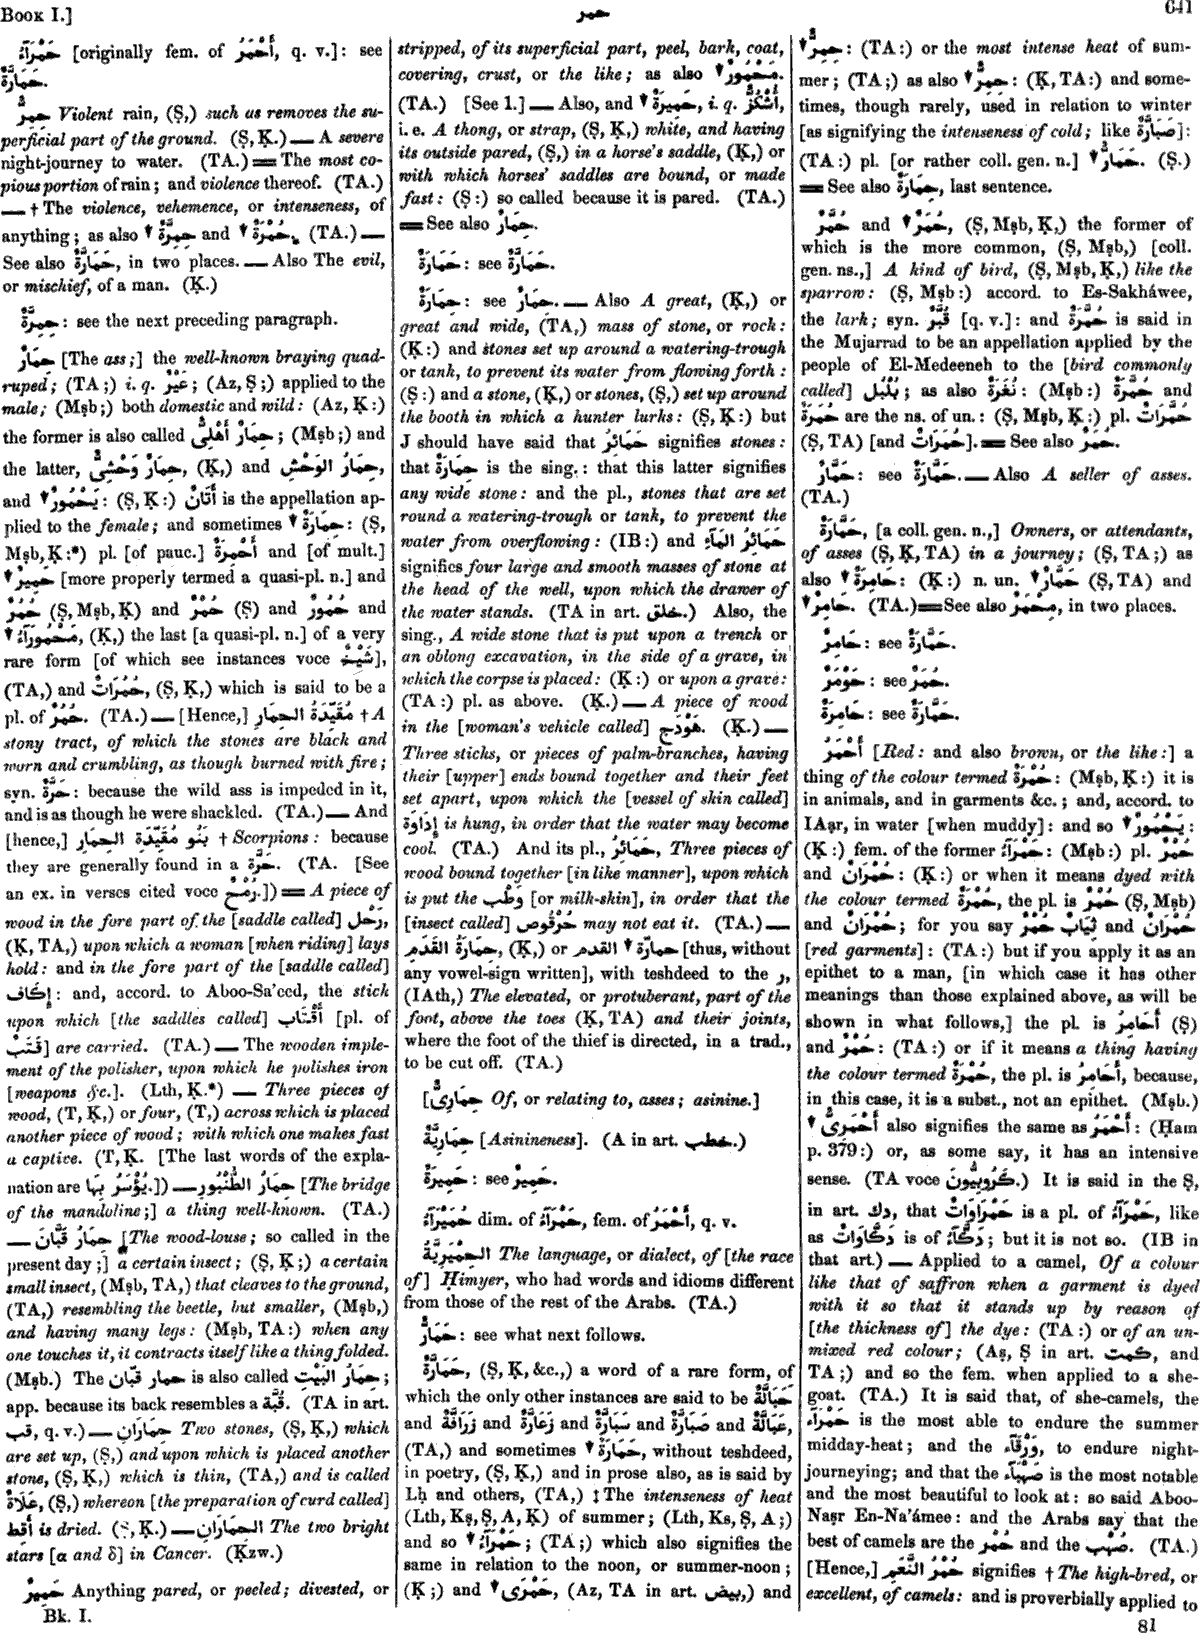 BOOK I.]
حمر
641
حَمْرَآءُ [originally fem. of أَحْمَرُ, q. v.]: see
حَمَارَّةٌ.
حِمِرٌّ Violent rain, (Ṣ,) such as removes the su-
perficial part of the ground. (Ṣ, Ḳ.) — A severe
night-journey to water. (TA.) = The most co-
pious portion of rain; and violence thereof. (TA.)
— † The violence, vehemence, or intenseness, of
anything; as also ▼ حِمِرَّةٌ and ▼ حُمُرَّةٌ. (TA.) —
See also حَمَارَّةٌ, in two places. — Also The evil,
or mischief, of a man. (Ḳ.)
حِمِرَّةٌ: see the next preceding paragraph.
حِمَارٌ [The ass;] the well-known braying quad-
ruped; (TA;) i. q. عَيْرٌ; (Az, Ṣ;) applied to the
male; (Mṣb;) both domestic and wild: (Az, Ḳ:)
the former is also called حِمَارٌ أَهْلِىٌّ; (Mṣb;) and
the latter, حِمَارٌ وَحْشِىٌّ, (Ḳ,) and حِمَارُ الوَحْشِ,
and ▼ يَحْمُورٌ: (Ṣ, Ḳ:) أَتَانٌ is the appellation ap-
plied to the female; and sometimes ▼ حِمَارَةٌ: (Ṣ,
Mṣb, Ḳ:*) pl. [of pauc.] أَحْمِرَةٌ and [of mult.]
▼ حَمِيرٌ [more properly termed a quasi-pl. n.] and
حُمُرٌ (Ṣ, Mṣb, Ḳ) and حُمْرٌ (Ṣ) and حُمُورٌ and
▼ مَحْمُورَآءُ, (Ḳ,) the last [a quasi-pl. n.] of a very
rare form [of which see instances voce شَيْخٌ],
(TA,) and حُمُرَاتٌ, (Ṣ, Ḳ,) which is said to be a
pl. of حُمُرٌ. (TA.) — [Hence,] مُقَيِّدَةُ الحِمَارِ † A
stony tract, of which the stones are black and
worn and crumbling, as though burned with fire;
syn. حَرَّةٌ: because the wild ass is impeded in it,
and is as though he were shackled. (TA.) — And
[hence,] بَنُو مُقَيِّدَةِ الحِمَارِ † Scorpions: because
they are generally found in a حَرَّة. (TA. [See
an ex. in verses cited voce رُمْحٌ.]) = A piece of
wood in the fore part of the [saddle called] رَحْل,
(Ḳ, TA,) upon which a woman [when riding] lays
hold: and in the fore part of the [saddle called]
إِكَاف: and, accord. to Aboo-Sa'eed, the stick
upon which [the saddles called] أَقْتَاب [pl. of
قَتَبٌ] are carried. (TA.) — The wooden imple-
ment of the polisher, upon which he polishes iron
[weapons &c.]. (Lth, Ḳ.*) — Three pieces of
wood, (T, Ḳ,) or four, (T,) across which is placed
another piece of wood; with which one makes fast
a captive. (T, Ḳ. [The last words of the expla-
nation are يُؤْسَرُ بِهَا.]) — حِمَارُ الطُّنْبُورِ [The bridge
of the mandoline;] a thing well-known. (TA.)
— حِمَارُ قَبَّانَ [The wood-louse; so called in the
present day;] a certain insect; (Ṣ, Ḳ;) a certain
small insect, (Mṣb, TA,) that cleaves to the ground,
(TA,) resembling the beetle, but smaller, (Mṣb,)
and having many legs: (Mṣb, TA:) when any
one touches it, it contracts itself like a thing folded.
(Mṣb.) The حمار قبّان is also called حِمَارُ البَيْتِ;
app. because its back resembles a قُبَّة. (TA in art.
قب, q. v.) — حِمَارَانِ Two stones, (Ṣ, Ḳ,) which
are set up, (Ṣ,) and upon which is placed another
stone, (Ṣ, Ḳ,) which is thin, (TA,) and is called
عَلَاة, (Ṣ,) whereon [the preparation of curd called]
أَقِط is dried. (Ṣ, Ḳ.) — الحِمَارَانِ The two bright
stars [α and δ] in Cancer. (Ḳzw.)
حَمِيرٌ Anything pared, or peeled; divested, or
Bk. I.
stripped, of its superficial part, peel, bark, coat,
covering, crust, or the like; as also ▼ مَحْمُورٌ.
(TA.) [See 1.] — Also, and ▼ حَمِيرَةٌ, i. q. أُشْكُزٌّ,
i. e. A thong, or strap, (Ṣ, Ḳ,) white, and having
its outside pared, (Ṣ,) in a horse's saddle, (Ḳ,) or
with which horses' saddles are bound, or made
fast: (Ṣ:) so called because it is pared. (TA.)
= See also حِمَارٌ.
حَمَارَةٌ: see حَمَارَّةٌ.
حِمَارَةٌ: see حِمَارٌ. — Also A great, (Ḳ,) or
great and wide, (TA,) mass of stone, or rock:
(Ḳ:) and stones set up around a watering-trough
or tank, to prevent its water from flowing forth:
(Ṣ:) and a stone, (Ḳ,) or stones, (Ṣ,) set up around
the booth in which a hunter lurks: (Ṣ, Ḳ:) but
J should have said that حَمَائِرُ signifies stones:
that حِمَارَةٌ is the sing.: that this latter signifies
any wide stone: and the pl., stones that are set
round a watering-trough or tank, to prevent the
water from overflowing: (IB:) and حَمَائِرُ المَآءِ
signifies four large and smooth masses of stone at
the head of the well, upon which the drawer of
the water stands. (TA in art. خلق.) Also, the
sing., A wide stone that is put upon a trench or
an oblong excavation, in the side of a grave, in
which the corpse is placed: (Ḳ:) or upon a grave:
(TA:) pl. as above. (Ḳ.) — A piece of wood
in the [woman's vehicle called] هَوْدَج. (Ḳ.) —
Three sticks, or pieces of palm-branches, having
their [upper] ends bound together and their feet
set apart, upon which the [vessel of skin called]
إِدَاوَة is hung, in order that the water may become
cool. (TA.) And its pl., حَمَائِرُ, Three pieces of
wood bound together [in like manner], upon which
is put the وَطْب [or milk-skin], in order that the
[insect called] حُرْقُوص may not eat it. (TA.) —
حِمَارَةُ القَدَمِ, (Ḳ,) or ▼ حمارّة القدم [thus, without
any vowel-sign written], with teshdeed to the ر,
(IAth,) The elevated, or protuberant, part of the
foot, above the toes (Ḳ, TA) and their joints,
where the foot of the thief is directed, in a trad.,
to be cut off. (TA.)
[حِمَارِىٌّ Of, or relating to, asses; asinine.]
حِمَارِيَّةٌ [Asinineness]. (A in art. خطب.)
حَمِيرَةٌ: see حَمِيرٌ.
حُمَيْرَآءُ dim. of حَمْرَآءُ, fem. of أَحْمَرُ, q. v.
الحِمْيَرِيَّةُ The language, or dialect, of [the race
of] Himyer, who had words and idioms different
from those of the rest of the Arabs. (TA.)
حَمَارٌّ: see what next follows.
حَمَارَّةٌ, (Ṣ, Ḳ, &c.,) a word of a rare form, of
which the only other instances are said to be حَبَالَّةٌ
and زَرَافَّةٌ and زَعَارَّةٌ and سَبَارَّةٌ and صَبَارَّةٌ and عَبَالَّةٌ,
(TA,) and sometimes ▼ حَمَارَةٌ, without teshdeed,
in poetry, (Ṣ, Ḳ,) and in prose also, as is said by
Lḥ and others, (TA,) ‡ The intenseness of heat
(Lth, Ks, Ṣ, A, Ḳ) of summer; (Lth, Ks, Ṣ, A;)
and so ▼ حَمْرَآءُ; (TA;) which also signifies the
same in relation to the noon, or summer-noon;
(Ḳ;) and ▼ حَمْرَى, (Az, TA in art. بيض,) and
▼ حِمِرٌّ: (TA:) or the most intense heat of sum-
mer; (TA;) as also ▼ حِمِرٌّ: (Ḳ, TA:) and some-
times, though rarely, used in relation to winter
[as signifying the intenseness of cold; like صَبَارَّةٌ]:
(TA:) pl. [or rather coll. gen. n.] ▼ حَمَارٌّ. (Ṣ.)
= See also حِمَارَةٌ, last sentence.
حُمَّرٌ and ▼ حُمَرٌ, (Ṣ, Mṣb, Ḳ,) the former of
which is the more common, (Ṣ, Mṣb,) [coll.
gen. ns.,] A kind of bird, (Ṣ, Mṣb, Ḳ,) like the
sparrow: (Ṣ, Mṣb:) accord. to Es-Sakháwee,
the lark; syn. قُبَّرٌ [q. v.]: and حُمَّرَةٌ is said in
the Mujarrad to be an appellation applied by the
people of El-Medeeneh to the [bird commonly
called] بُلْبُل; as also نُغَرَةٌ: (Mṣb:) حُمَّرَةٌ and
حُمَرَةٌ are the ns. of un.: (Ṣ, Mṣb, Ḳ:) pl. حُمَّرَاتٌ
(Ṣ, TA) [and حُمَرَاتٌ]. = See also حُمَرٌ.
حَمَّارٌ: see حَمَّارَةٌ. — Also A seller of asses.
(TA.)
حَمَّارَةٌ, [a coll. gen. n.,] Owners, or attendants,
of asses (Ṣ, Ḳ, TA) in a journey; (Ṣ, TA;) as
also ▼ حَامِرَةٌ: (Ḳ:) n. un. ▼ حَمَّارٌ (Ṣ, TA) and
▼ حَامِرٌ. (TA.) = See also مِحْمَرٌ, in two places.
حَامِرٌ: see حَمَّارَةٌ.
حَوْمَرٌ: see حُمَرٌ.
حَامِرَةٌ: see حَمَّارَةٌ.
أَحْمَرُ [Red: and also brown, or the like:] a
thing of the colour termed حُمْرَةٌ: (Mṣb, Ḳ:) it is
in animals, and in garments &c.; and, accord. to
IAạr, in water [when muddy]: and so ▼ يَحْمُورٌ:
(Ḳ:) fem. of the former حَمْرَآءُ: (Mṣb:) pl. حُمْرٌ
and حُمْرَانٌ: (Ḳ:) or when it means dyed with
the colour termed حُمْرَةٌ, the pl. is حُمْرٌ (Ṣ, Mṣb)
and حُمْرَانٌ; for you say ثِيَابٌ حُمْرٌ and حُمْرَانٌ
[red garments]: (TA:) but if you apply it as an
epithet to a man, [in which case it has other
meanings than those explained above, as will be
shown in what follows,] the pl. is أَحَامِرُ (Ṣ)
and حُمْرٌ: (TA:) or if it means a thing having
the colour termed حُمْرَةٌ, the pl. is أَحَامِرُ, because,
in this case, it is a subst., not an epithet. (Mṣb.)
▼ أَحْمَرِىٌّ also signifies the same as أَحْمَرُ: (Ḥam
p. 379:) or, as some say, it has an intensive
sense. (TA voce كَرُوبِيُّونَ.) It is said in the Ṣ,
in art. دك, that حَمْرَاوَاتٌ is a pl. of حَمْرَآءُ, like
as دَكَّاوَاتٌ is of دَكَّآءُ; but it is not so. (IB in
that art.) — Applied to a camel, Of a colour
like that of saffron when a garment is dyed
with it so that it stands up by reason of
[the thickness of] the dye: (TA:) or of an un-
mixed red colour; (Aṣ, Ṣ in art. كمت, and
TA;) and so the fem. when applied to a she-
goat. (TA.) It is said that, of she-camels, the
حَمْرَآء is the most able to endure the summer
midday-heat; and the وَرْقَآء, to endure night-
journeying; and that the صَهْبَآء is the most notable
and the most beautiful to look at: so said Aboo-
Naṣr En-Na'ámee: and the Arabs say that the
best of camels are the حُمْر and the صُهْب. (TA.)
[Hence,] حُمْرُ النَّعَمِ signifies † The high-bred, or
excellent, of camels: and is proverbially applied to
81